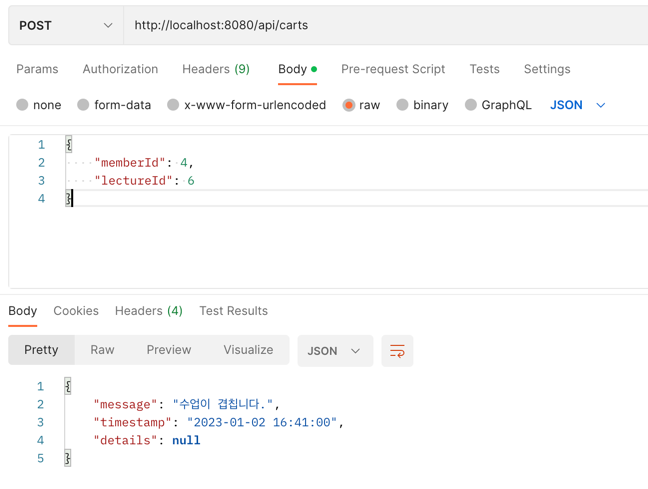 POST http://localhost:8080/api/carts
Params Authorization Headers (9) Body Pre-request Script Tests Settings
none form-data x-www-form-urlencoded raw binary GraphQL JSON
1 {
2 "memberId": 4,
3 "lectureId": 6
4 }
Body Cookies Headers (4) Test Results
Pretty Raw Preview Visualize JSON
1 {
2 "message": "수업이 겹칩니다.",
3 "timestamp": "2023-01-02 16:41:00",
4 "details": null
5 }